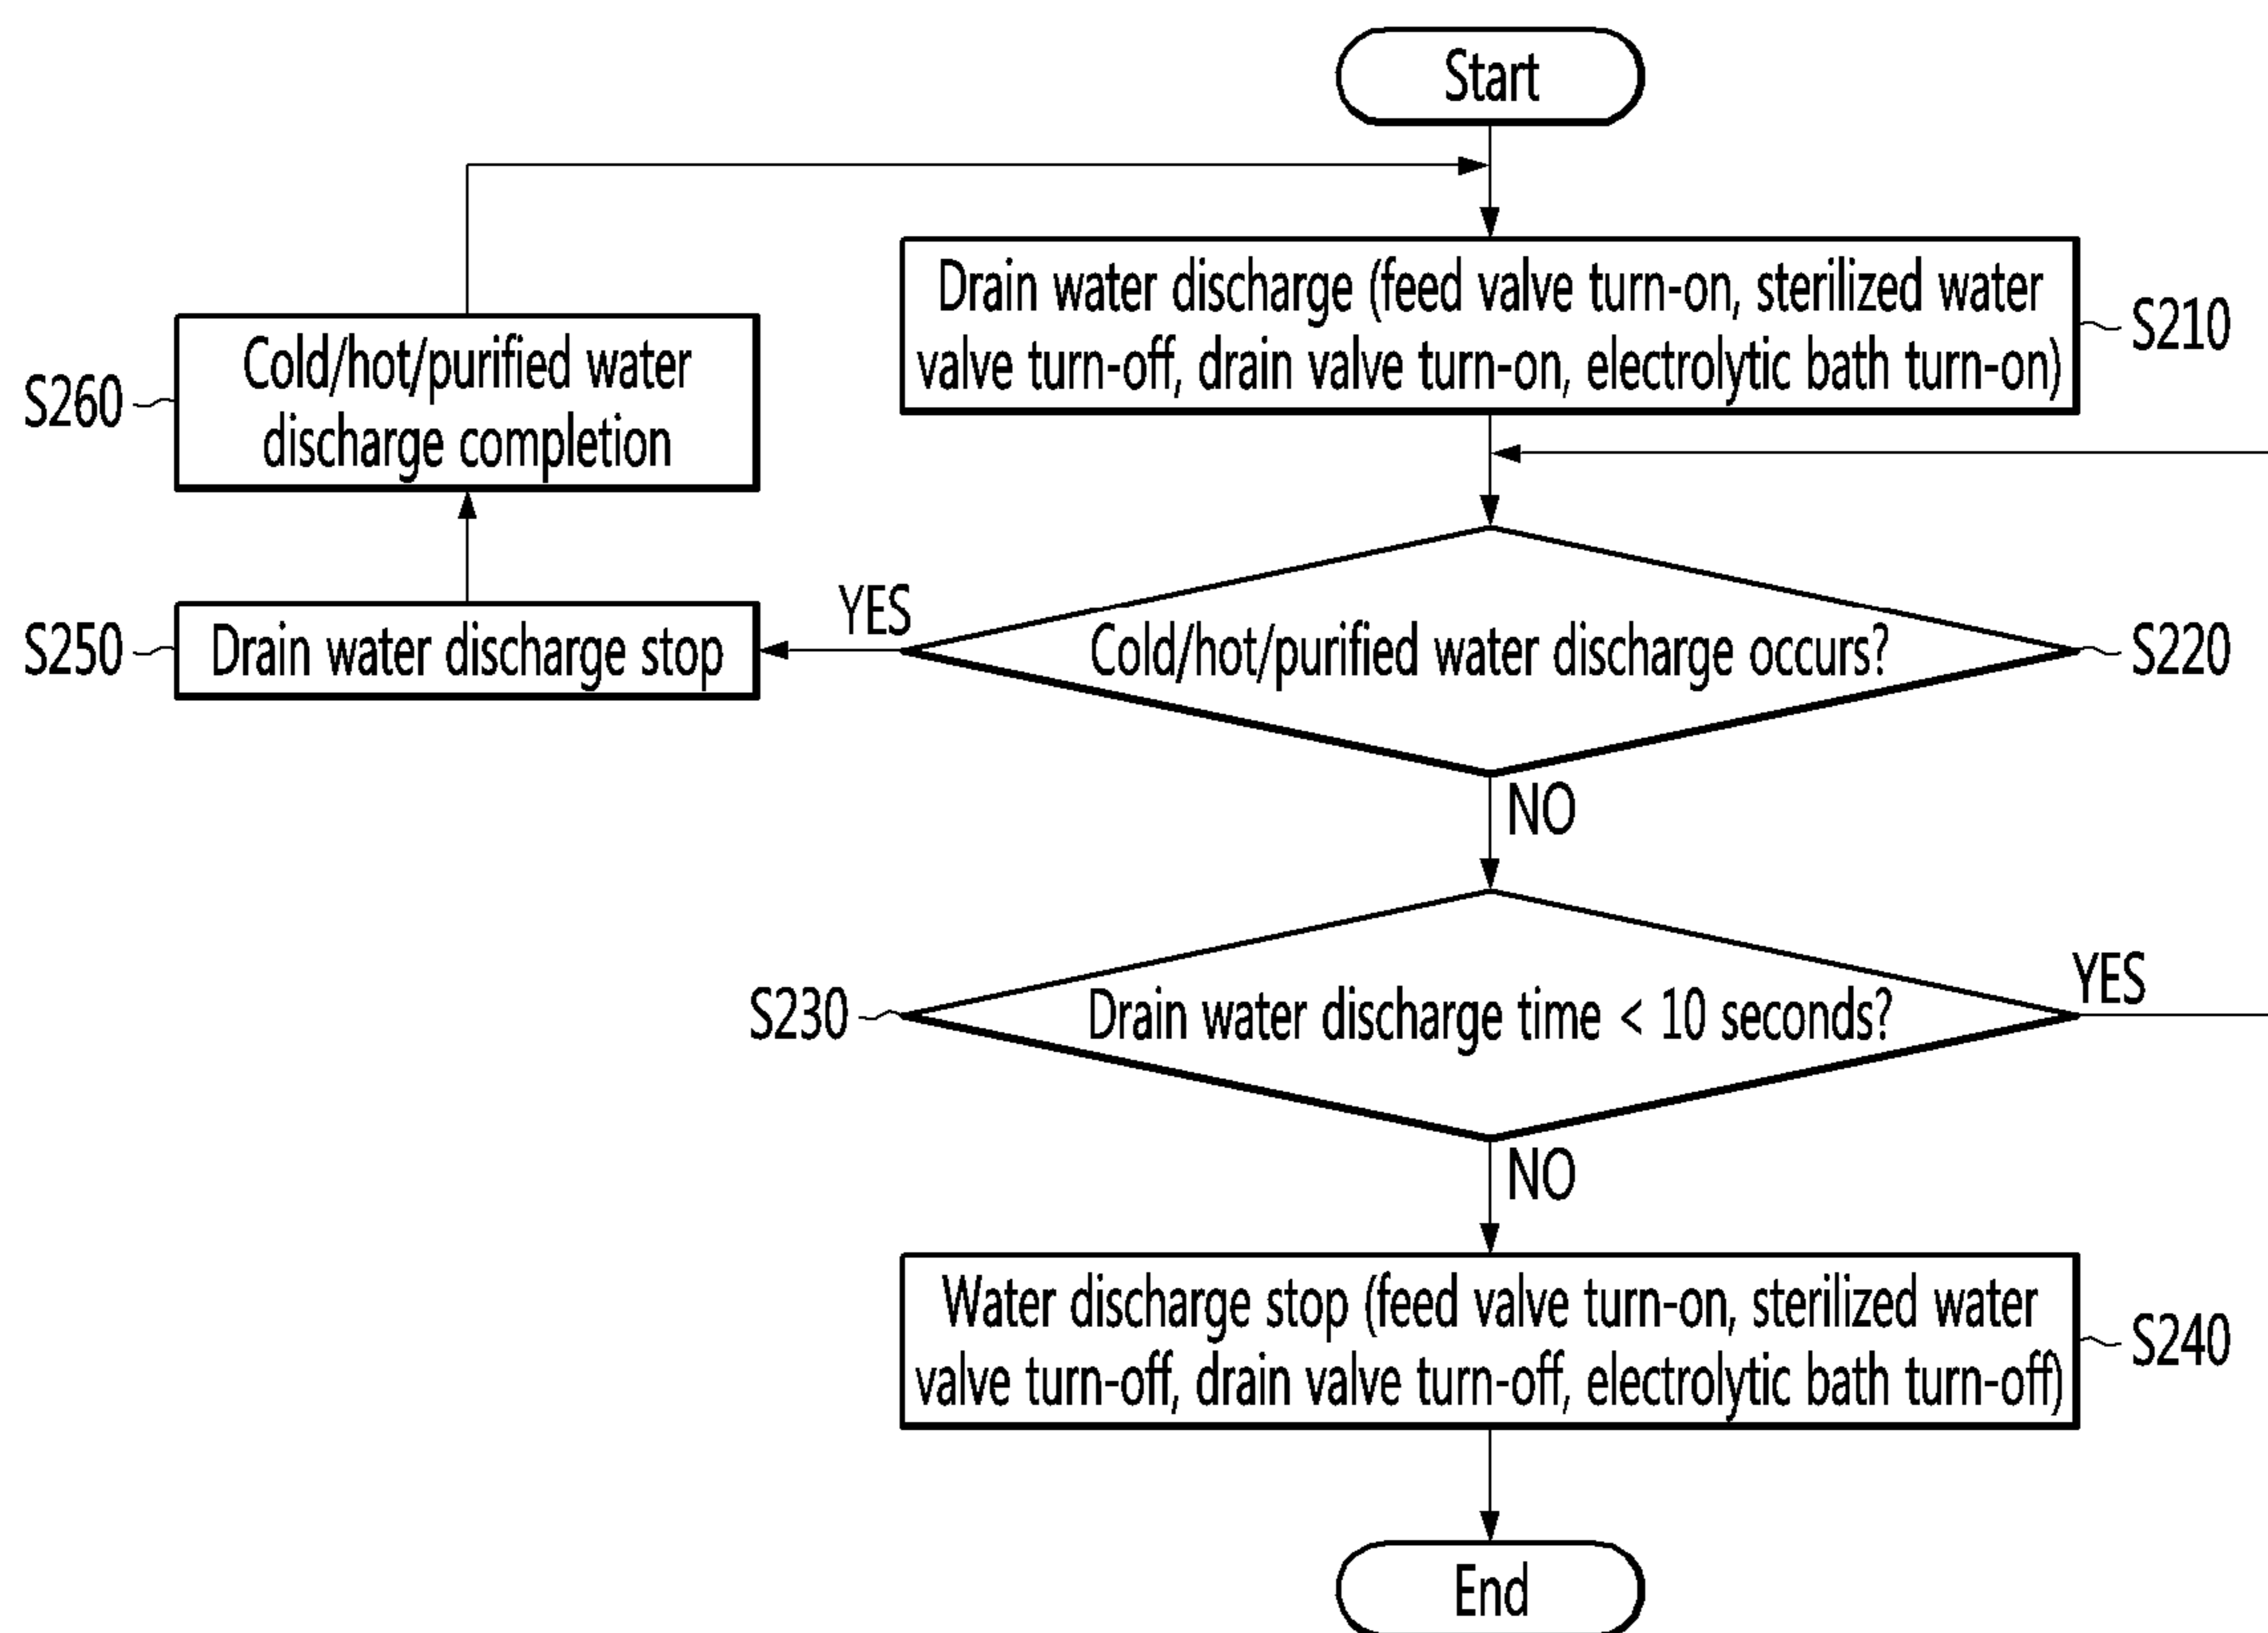 Start
Drain water discharge (feed valve turn-on, sterilized water
valve turn-off, drain valve turn-on, electrolytic bath turn-on)
S210
Cold/hot/purified water
discharge completion
S260
Cold/hot/purified water discharge occurs?
S220
YES
Drain water discharge stop
S250
NO
Drain water discharge time < 10 seconds?
S230
YES
NO
Water discharge stop (feed valve turn-on, sterilized water
valve turn-off, drain valve turn-off, electrolytic bath turn-off)
S240
End